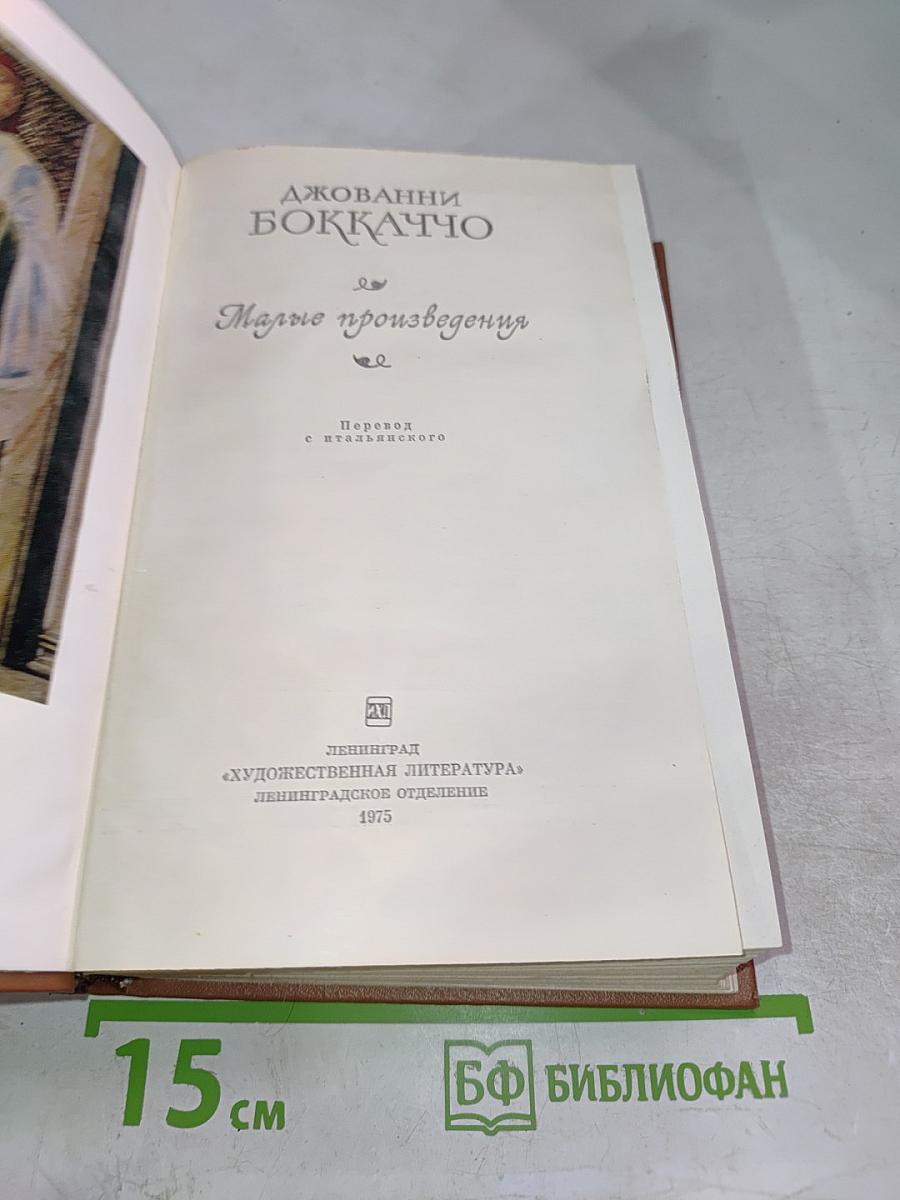 ДЖОВАННИ
БОККАЧЧО
Малые произведения
Перевод
с итальянского
ЛЕНИНГРАД
«ХУДОЖЕСТВЕННАЯ ЛИТЕРАТУРА»
ЛЕНИНГРАДСКОЕ ОТДЕЛЕНИЕ
1975
15 см
БФ БИБЛИОФАН